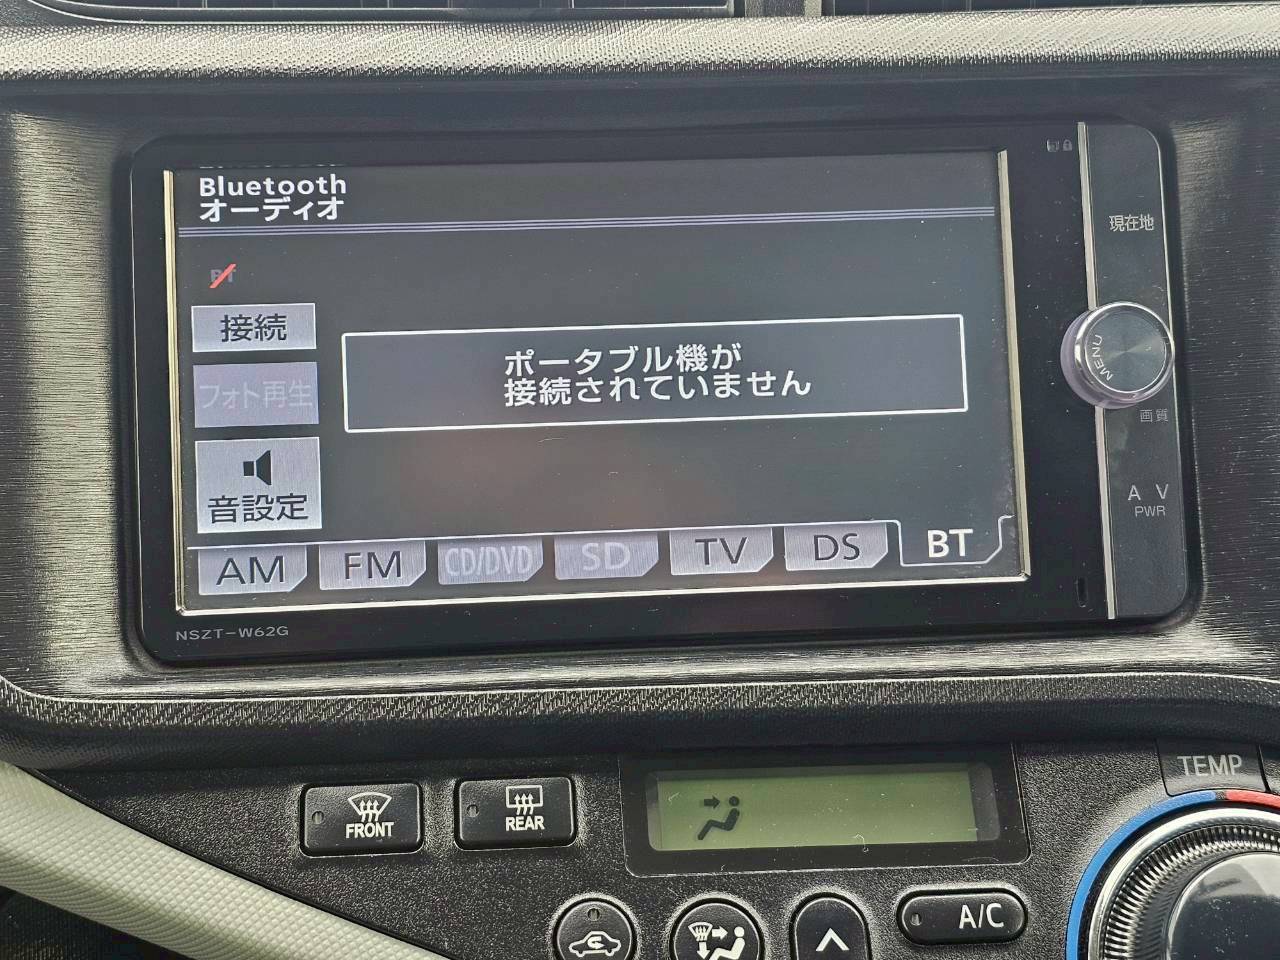 Bluetooth
オーディオ
現在地
BT
接続
ポータブル機が
接続されていません
フォト再生
MENU
画質
音設定
A V
PWR
AM
FM
CD/DVD
SD
TV
DS
BT
NSZT-W62G
TEMP
FRONT
REAR
A/C